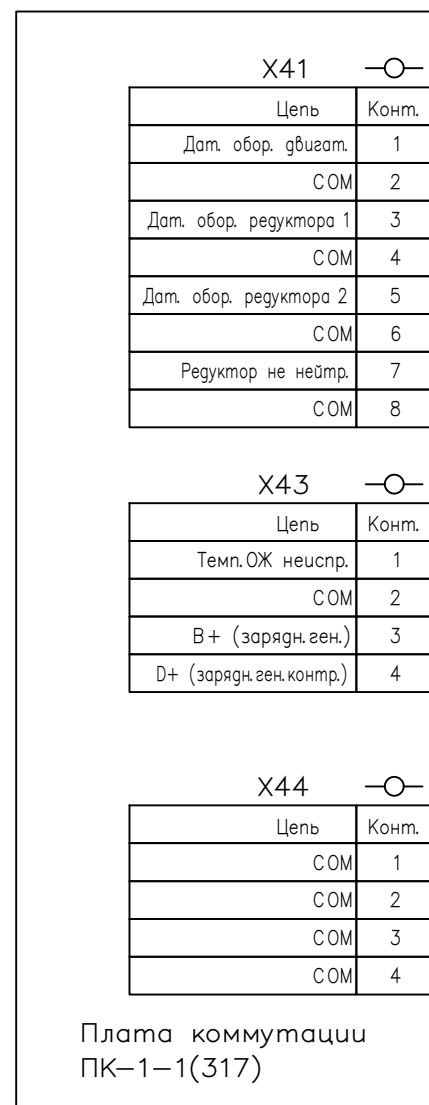 X41
Цепь Конт.
Дат. обор. двигат. 1
COM 2
Дат. обор. редуктора 1 3
COM 4
Дат. обор. редуктора 2 5
COM 6
Редуктор не нейтр. 7
COM 8
X43
Цепь Конт.
Темп.ОЖ неиспр. 1
COM 2
B+ (зарядн.ген.) 3
D+ (зарядн.ген.контр.) 4
X44
Цепь Конт.
COM 1
COM 2
COM 3
COM 4
Плата коммутации
ПК-1-1(317)